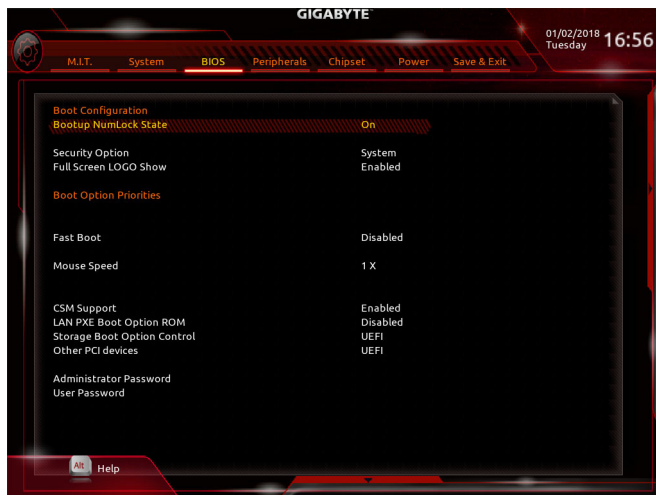 GIGABYTE™
01/02/2018 16:56
Tuesday
M.I.T. System BIOS Peripherals Chipset Power Save & Exit
Boot Configuration
Bootup NumLock State On
Security Option System
Full Screen LOGO Show Enabled
Boot Option Priorities
Fast Boot Disabled
Mouse Speed 1 X
CSM Support Enabled
LAN PXE Boot Option ROM Disabled
Storage Boot Option Control UEFI
Other PCI devices UEFI
Administrator Password
User Password
Alt Help